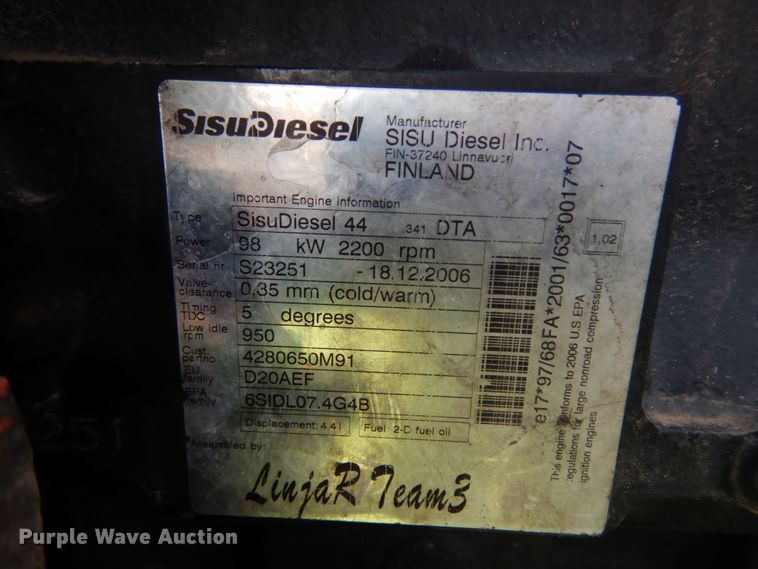 SisuDiesel
Manufacturer
SISU Diesel Inc.
FIN-37240 Linnavuori
FINLAND
Important Engine Information
Type SisuDiesel 44 .341 DTA
Power 98 kW 2200 rpm
Serial nr S23251 - 18.12.2006
Valve-clearance 0,35 mm (cold/warm)
Timing TDC 5 degrees
Low idle rpm 950
Cust. partno 4280650M91
EU family D20AEF
EPA family 6SIDL07.4G4B
Displacement: 4.4l Fuel: 2-D fuel oil
Assembled by:
LinjaR Team3
1.02
e17*97/68FA*2001/63*0017*07
This engine conforms to 2006 U.S EPA
regulations for large nonroad compression
ignition engines
251
Purple Wave Auction